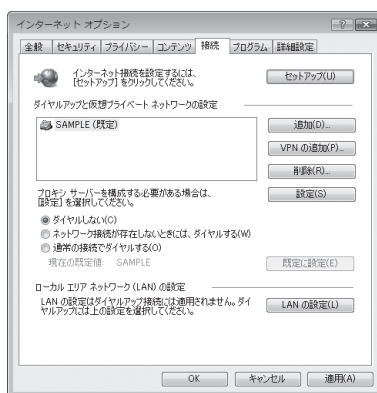 インターネット オプション
全般 セキュリティ プライバシー コンテンツ 接続 プログラム 詳細設定
インターネット接続を設定するには、
[セットアップ] をクリックしてください。
セットアップ(U)
ダイヤルアップと仮想プライベート ネットワークの設定
SAMPLE (既定)
追加(D)...
VPN の追加(P)...
削除(R)...
プロキシ サーバーを構成する必要がある場合は、
[設定] を選択してください。
設定(S)
ダイヤルしない(C)
ネットワーク接続が存在しないときには、ダイヤルする(W)
通常の接続でダイヤルする(O)
現在の既定値: SAMPLE
既定に設定(E)
ローカル エリア ネットワーク (LAN) の設定
LAN の設定はダイヤルアップ接続には適用されません。ダイ
ヤルアップには上の設定を選択してください。
LAN の設定(L)
OK キャンセル 適用(A)